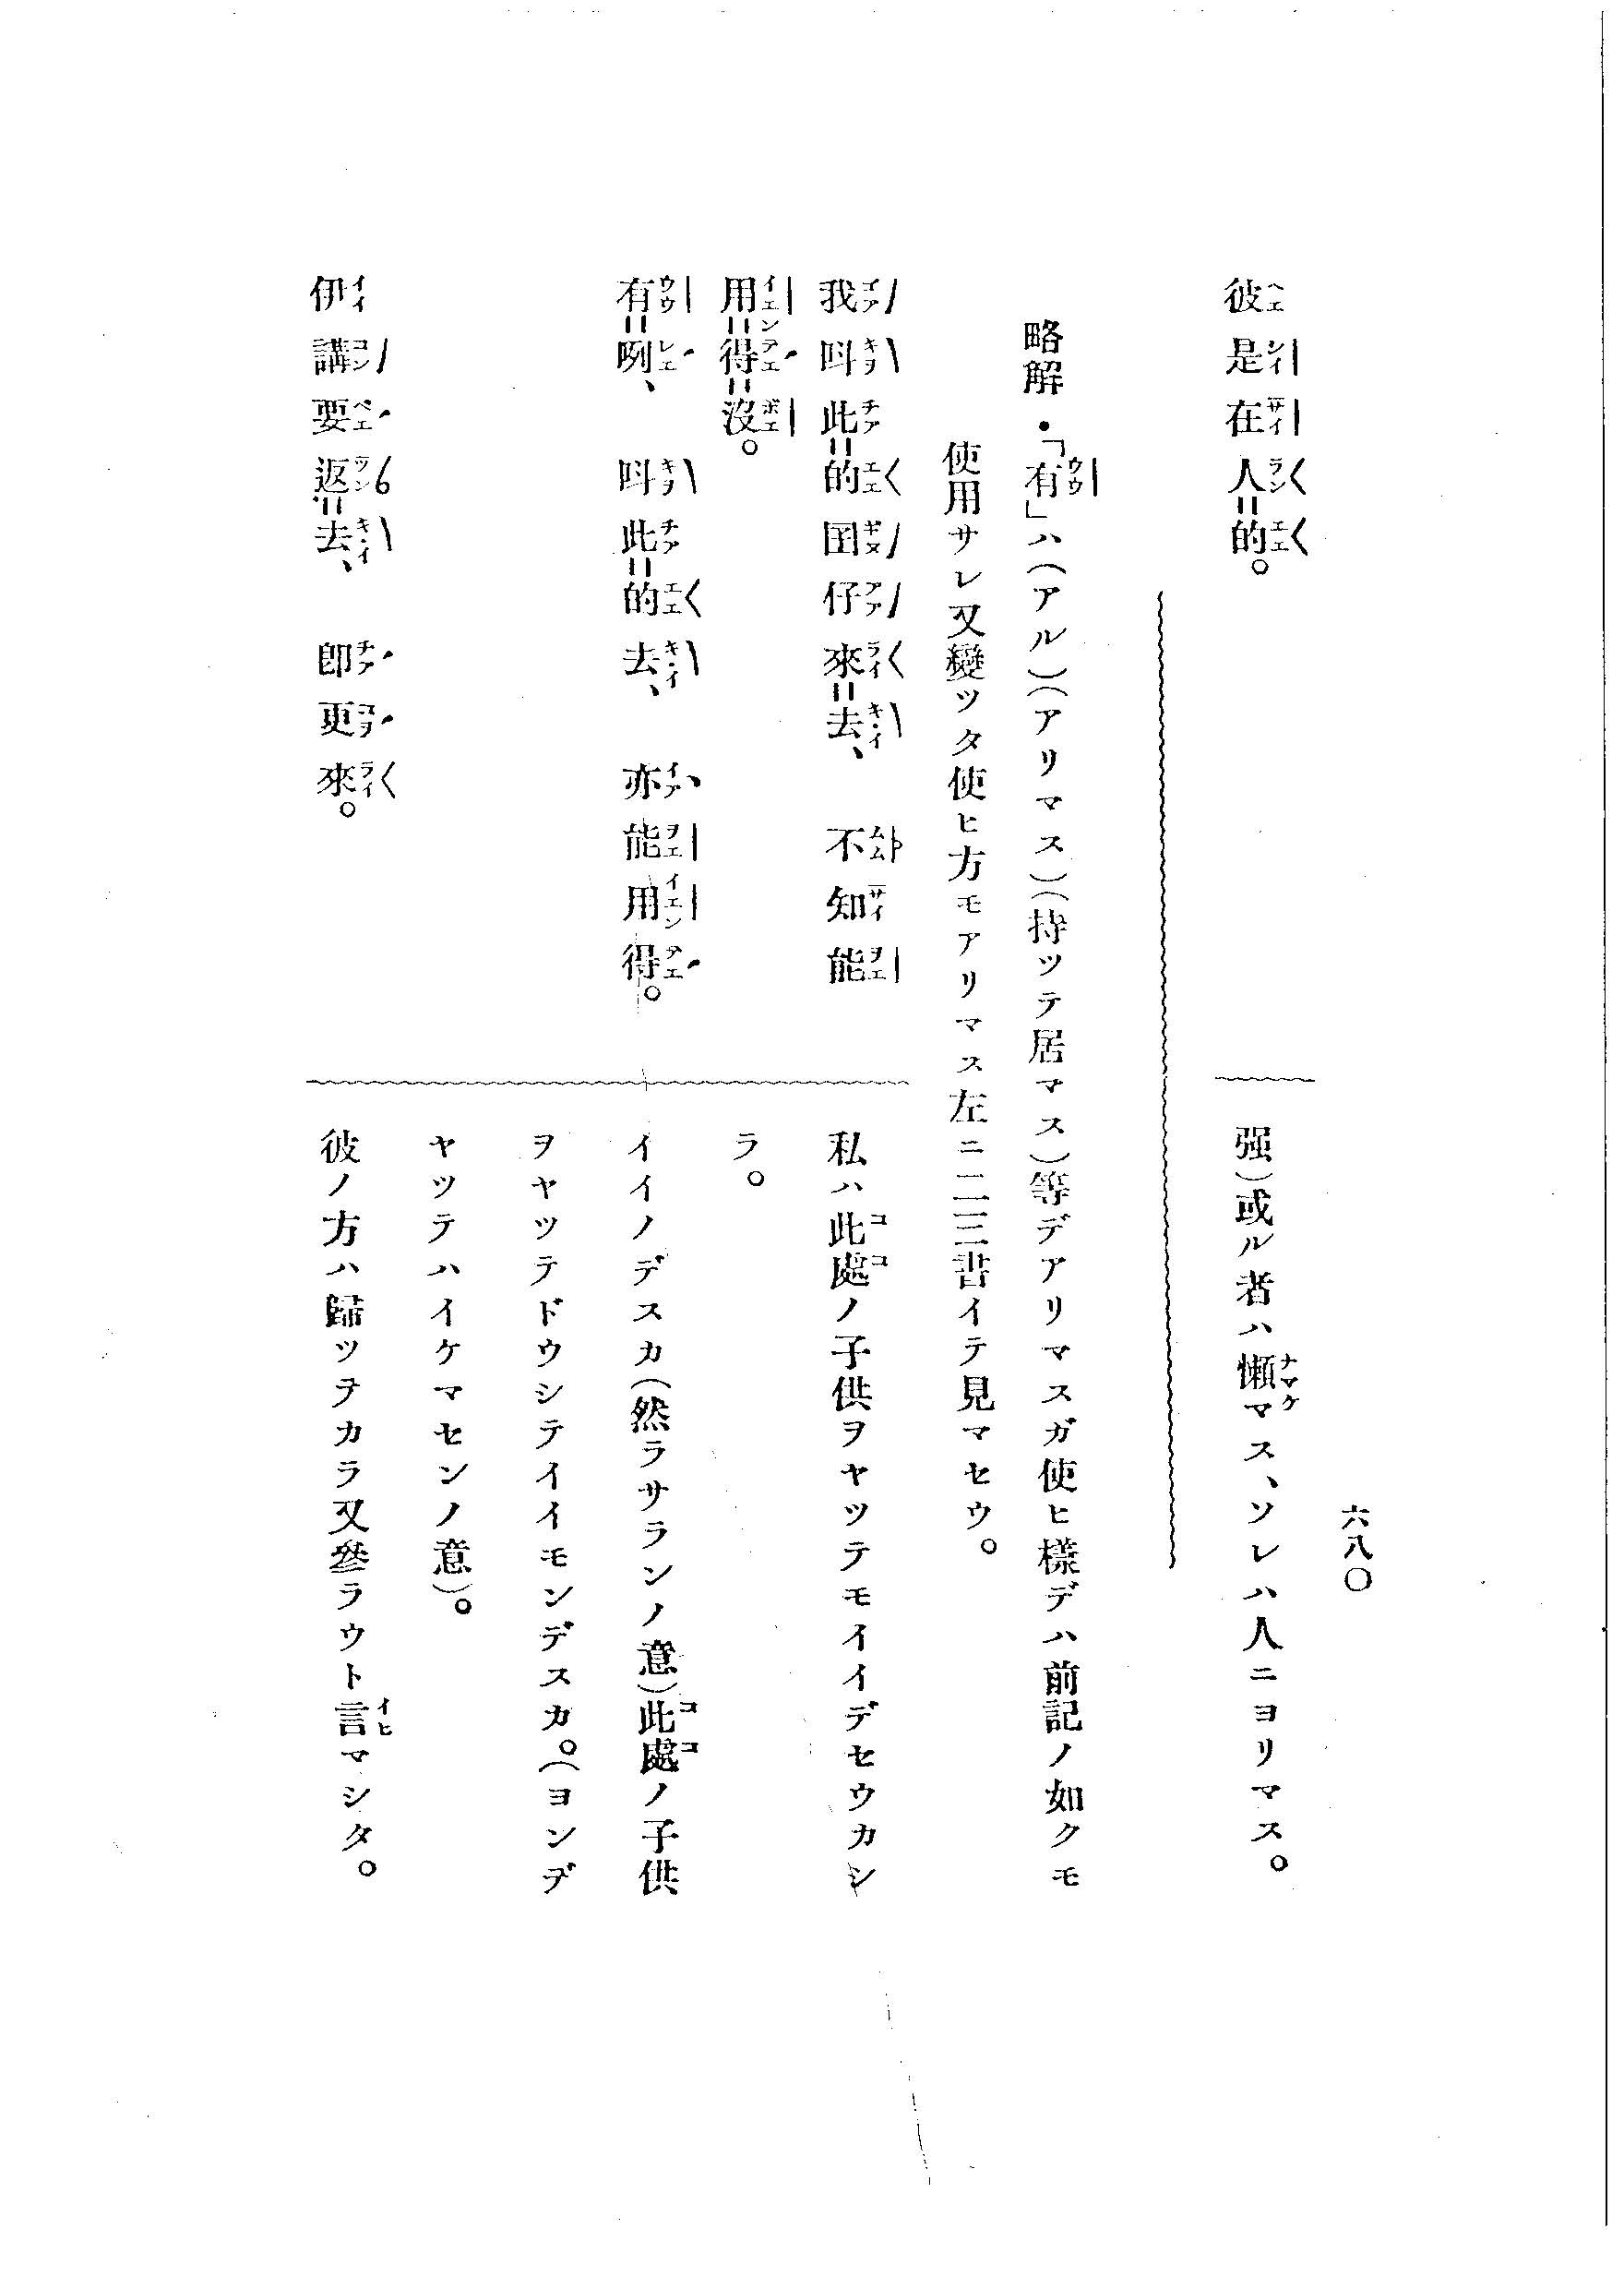 六八〇
彼是在人=的。
强)或ル者ハ懶マス、ソレハ人ニヨリマス。
略解・「有」ハ(アル)(アリマス)(持ツテ居マス)等デアリマスガ使ヒ樣デハ前記ノ如クモ
使用サレ又變ツタ使ヒ方モアリマス左ニ二三書イテ見マセウ。
我呌此=的囝仔來=去、不知能
用=得=沒。
私ハ此處ノ子供ヲヤツテモイイデセウカシ
ラ。
有=咧、呌此=的去、亦能用得。
イイノデスカ(然ラサランノ意)此處ノ子供
ヲヤツテドウシテイイモンデスカ。(ヨンデ
ヤツテハイケマセンノ意)。
伊講要返=去、卽更來。
彼ノ方ハ歸ツテカラ又參ラウト言マシタ。